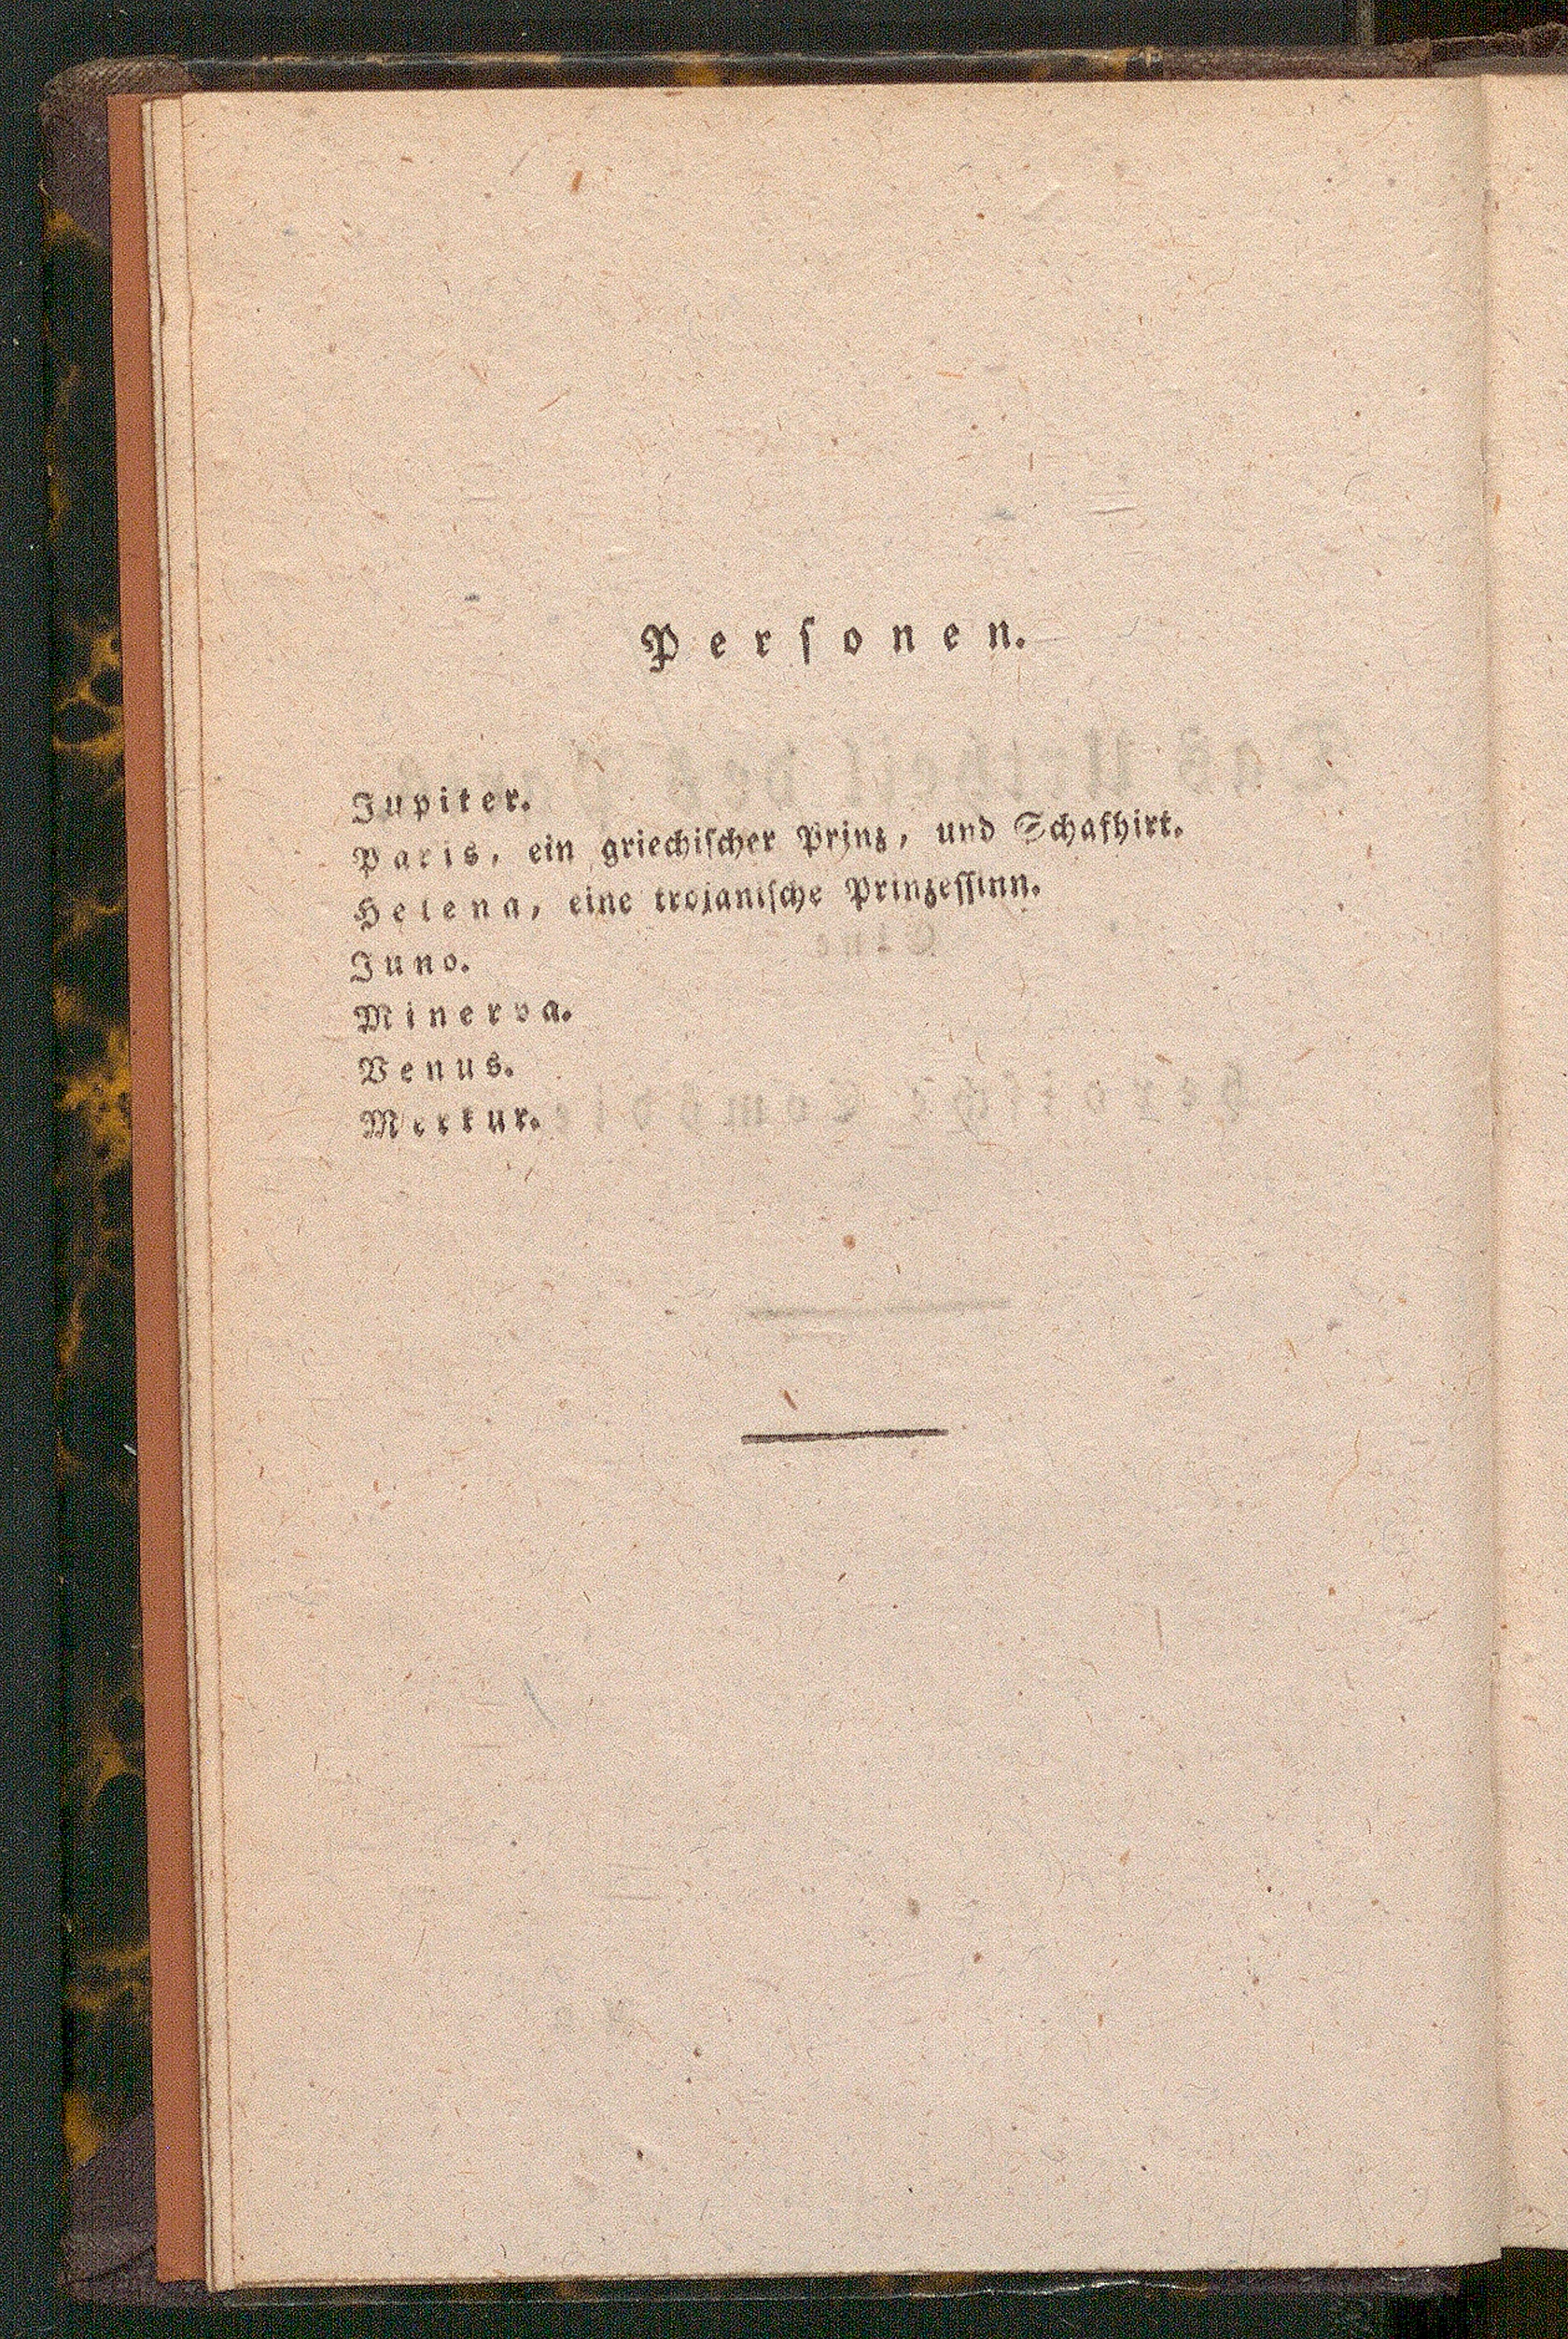 Personen.
Jupiter.
Paris, ein griechischer Prinz, und Schafhirt.
Helena, eine trojanische Prinzessinn.
Juno.
Minerva.
Venus.
Merkur.